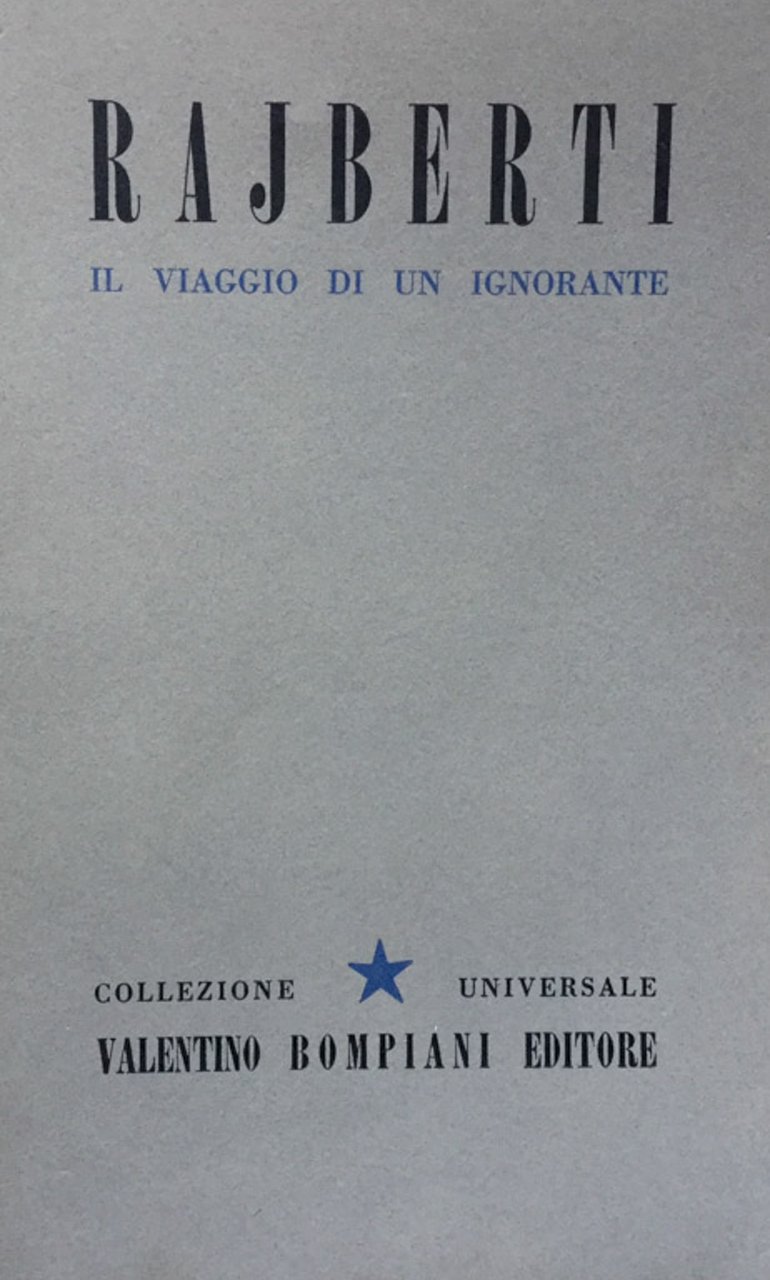 RAJBERTI
IL VIAGGIO DI UN IGNORANTE
COLLEZIONE UNIVERSALE
VALENTINO BOMPIANI EDITORE